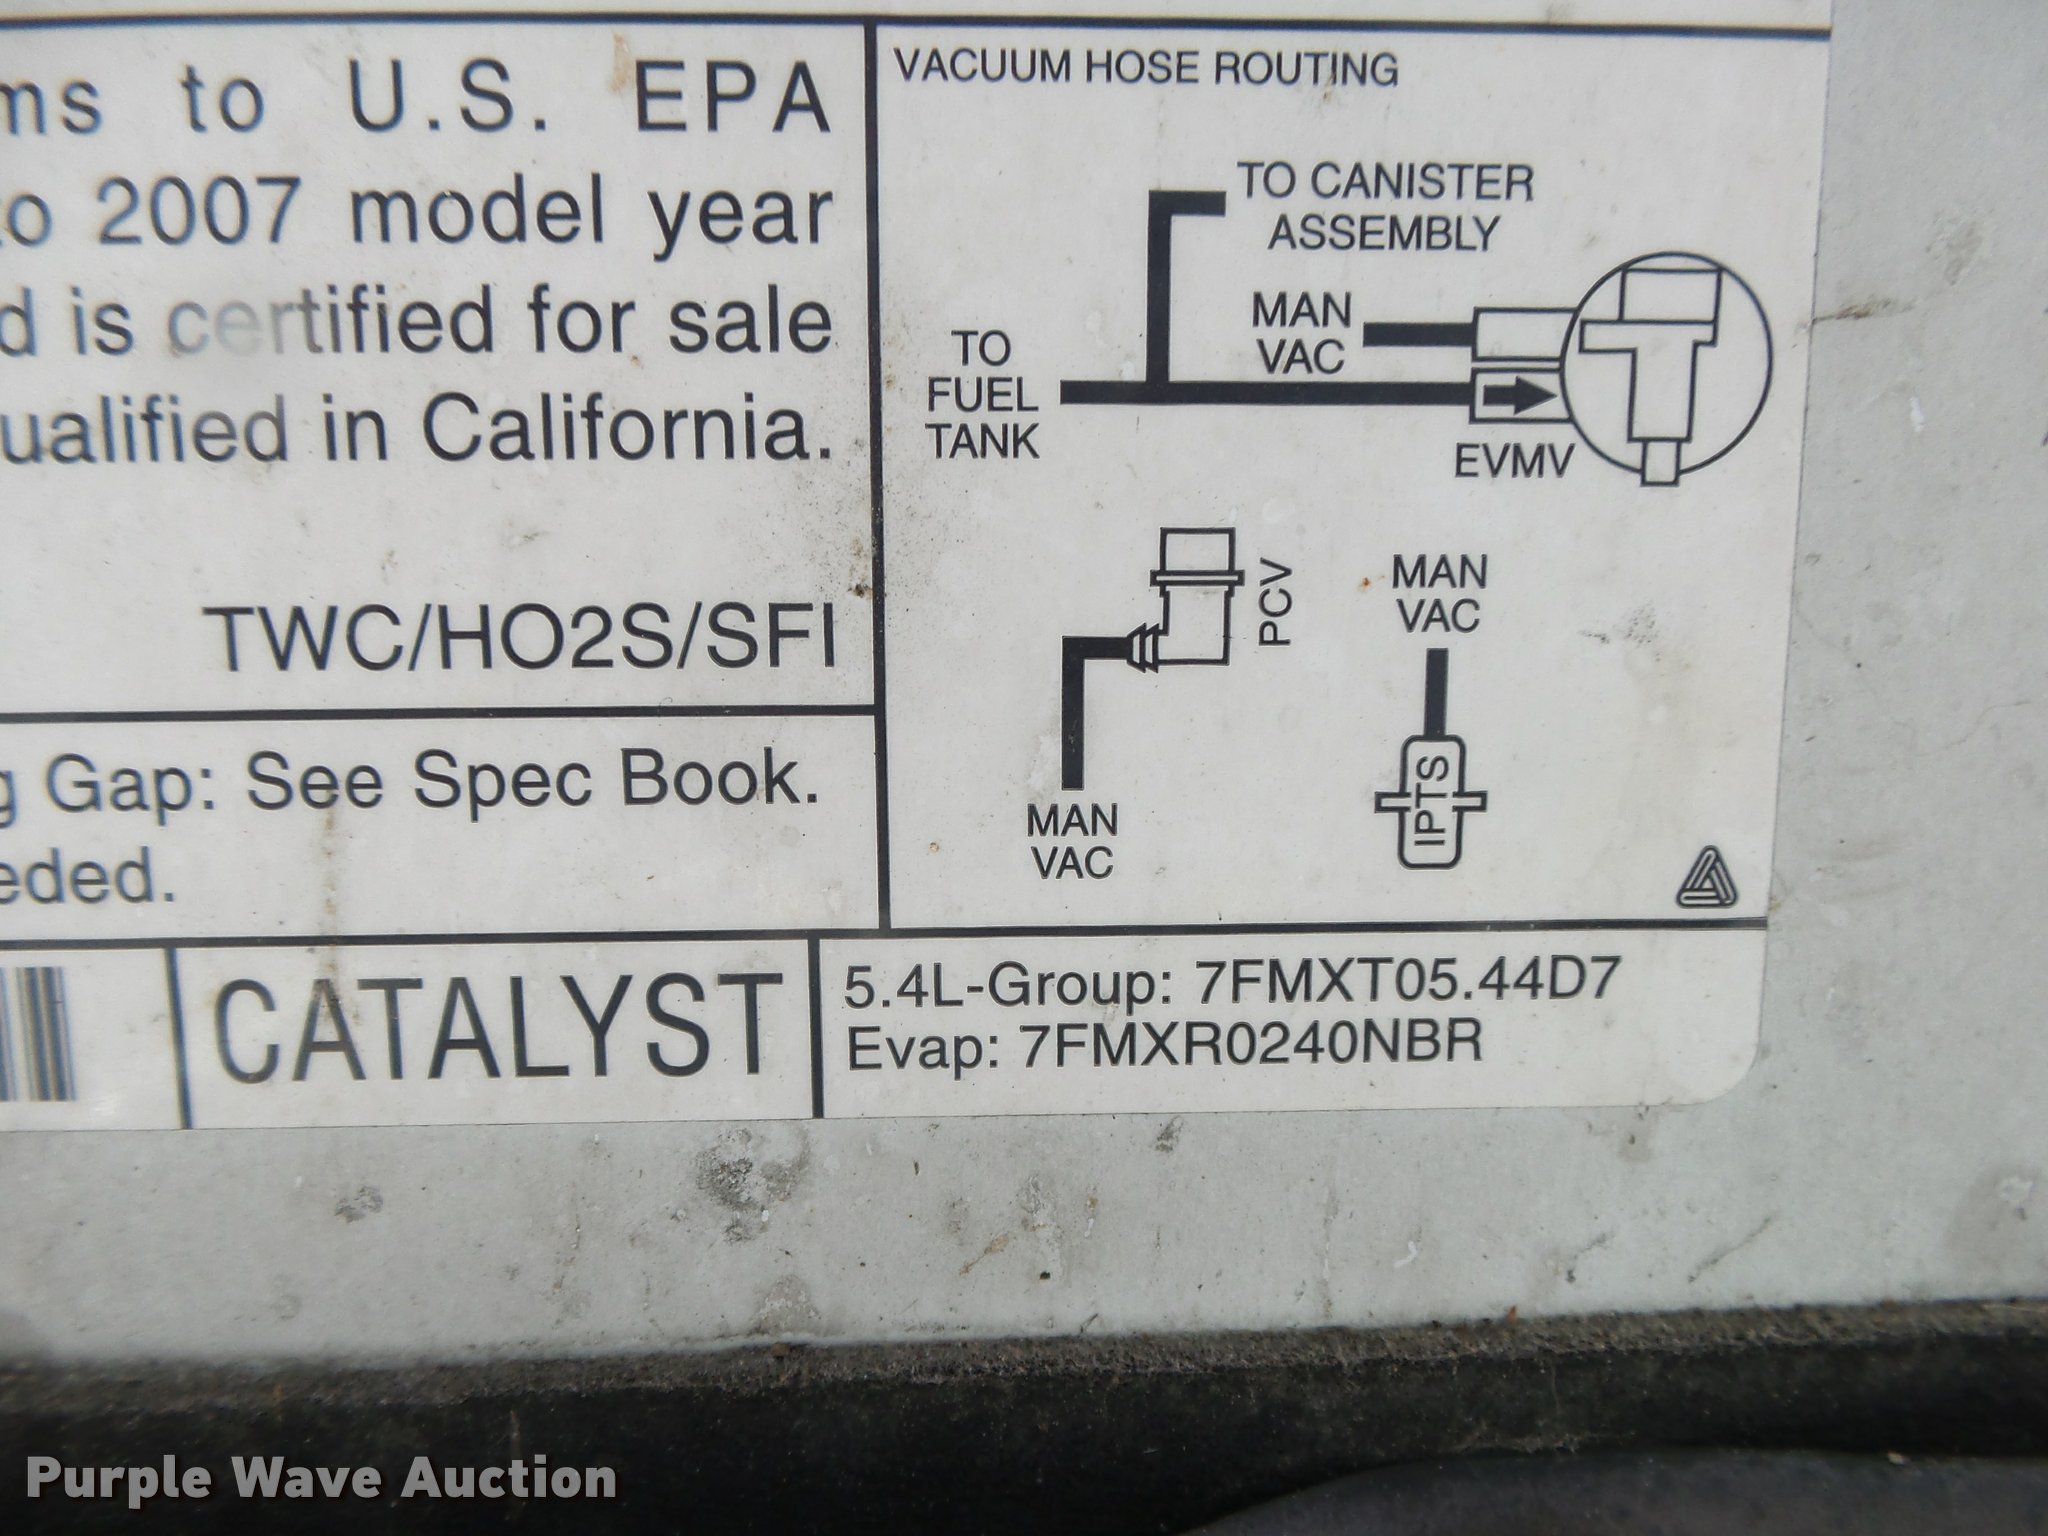 ms to U.S. EPA
to 2007 model year
d is certified for sale
ualified in California.
TWC/HO2S/SFI
g Gap: See Spec Book.
eded.
VACUUM HOSE ROUTING
TO CANISTER
ASSEMBLY
MAN
VAC
TO
FUEL
TANK
EVMV
PCV
MAN
VAC
MAN
VAC
IPTS
CATALYST
5.4L-Group: 7FMXT05.44D7
Evap: 7FMXR0240NBR
Purple Wave Auction